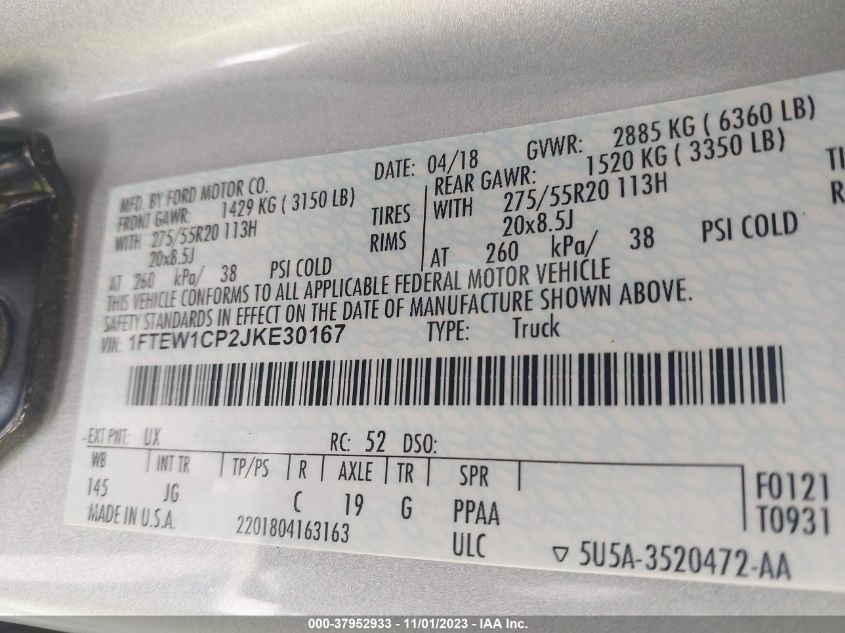 MFD. BY FORD MOTOR CO.
DATE: 04/18 GVWR: 2885 KG ( 6360 LB)
FRONT GAWR: 1429 KG ( 3150 LB)
REAR GAWR: 1520 KG ( 3350 LB)
WITH 275/55R20 113H TIRES
WITH 275/55R20 113H TI
20x8.5J RIMS
20x8.5J R
AT 260 kPa/ 38 PSI COLD
AT 260 kPa/ 38 PSI COLD
THIS VEHICLE CONFORMS TO ALL APPLICABLE FEDERAL MOTOR VEHICLE
SAFETY STANDARDS IN EFFECT ON THE DATE OF MANUFACTURE SHOWN ABOVE.
VIN: 1FTEW1CP2JKE30167 TYPE: Truck
EXT PNT: UX RC: 52 DSO:
WB INT TR TP/PS R AXLE TR SPR
145 JG C 19 G PPAA
F0121
T0931
MADE IN U.S.A. 2201804163163 ULC
5U5A-3520472-AA
000-37952933 - 11/01/2023 - IAA Inc.